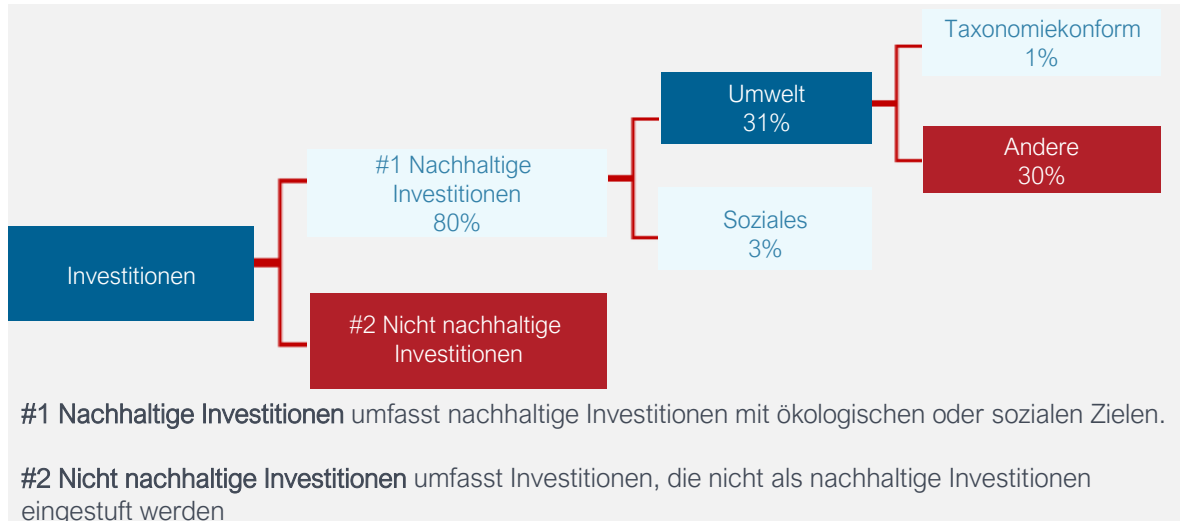 Taxonomiekonform
1%
Umwelt
31%
Andere
30%
#1 Nachhaltige
Investitionen
80%
Soziales
3%
Investitionen
#2 Nicht nachhaltige
Investitionen
#1 Nachhaltige Investitionen umfasst nachhaltige Investitionen mit ökologischen oder sozialen Zielen.
#2 Nicht nachhaltige Investitionen umfasst Investitionen, die nicht als nachhaltige Investitionen
eingestuft werden